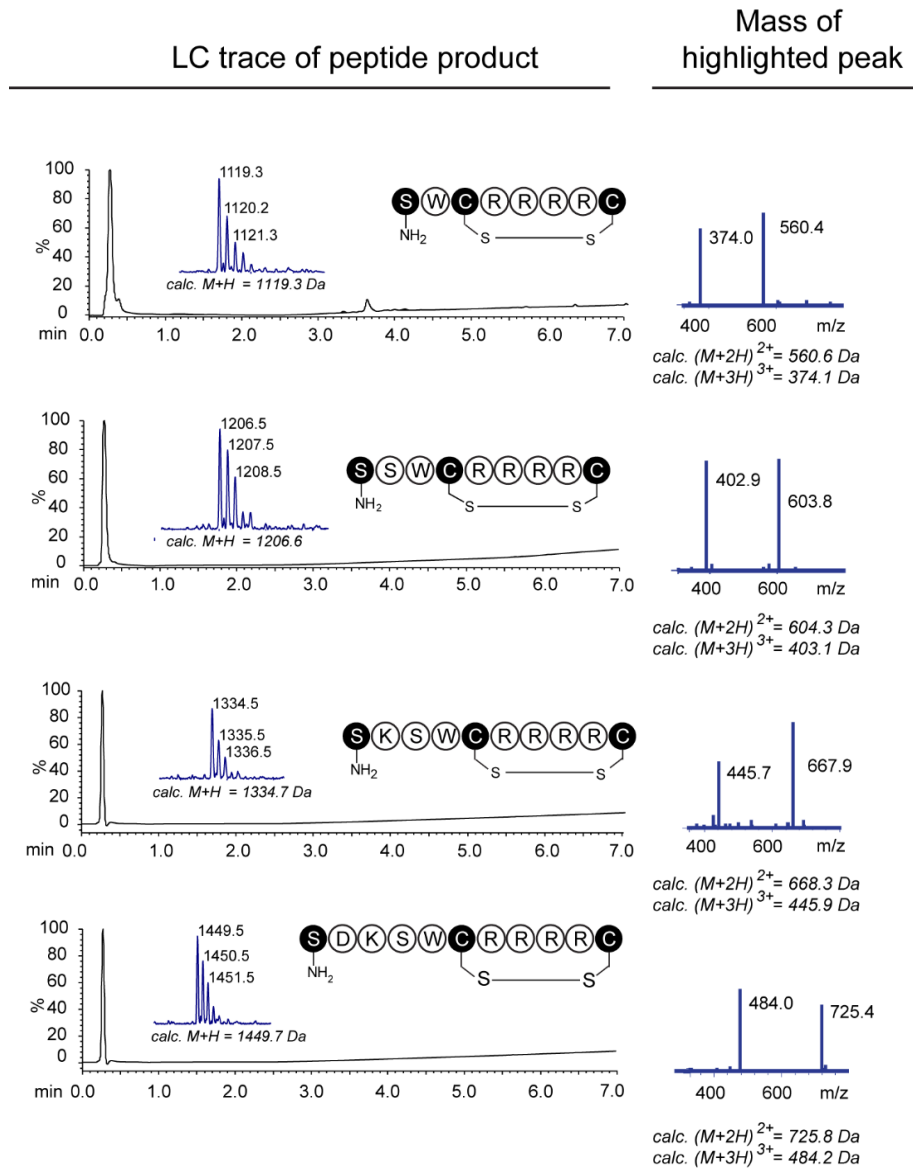 LC trace of peptide product
Mass of
highlighted peak
100
80
60
40
20
0
%
min
0.0 1.0 2.0 3.0 4.0 5.0 6.0 7.0
1119.3
1120.2
1121.3
calc. M+H = 1119.3 Da
S W C R R R R C
NH2
S S
374.0
560.4
400 600 m/z
calc. (M+2H) 2+= 560.6 Da
calc. (M+3H) 3+= 374.1 Da
100
80
60
40
20
0
%
min
0.0 1.0 2.0 3.0 4.0 5.0 6.0 7.0
1206.5
1207.5
1208.5
calc. M+H = 1206.6
S S W C R R R R C
NH2
S S
402.9
603.8
400 600 m/z
calc. (M+2H) 2+= 604.3 Da
calc. (M+3H) 3+= 403.1 Da
100
80
60
40
20
0
%
min
0.0 1.0 2.0 3.0 4.0 5.0 6.0 7.0
1334.5
1335.5
1336.5
calc. M+H = 1334.7 Da
S K S W C R R R R C
NH2
S S
445.7
667.9
400 600 m/z
calc. (M+2H) 2+= 668.3 Da
calc. (M+3H) 3+= 445.9 Da
100
80
60
40
20
0
%
min
0.0 1.0 2.0 3.0 4.0 5.0 6.0 7.0
1449.5
1450.5
1451.5
calc. M+H = 1449.7 Da
S D K S W C R R R R C
NH2
S S
484.0
725.4
400 600 m/z
calc. (M+2H) 2+= 725.8 Da
calc. (M+3H) 3+= 484.2 Da